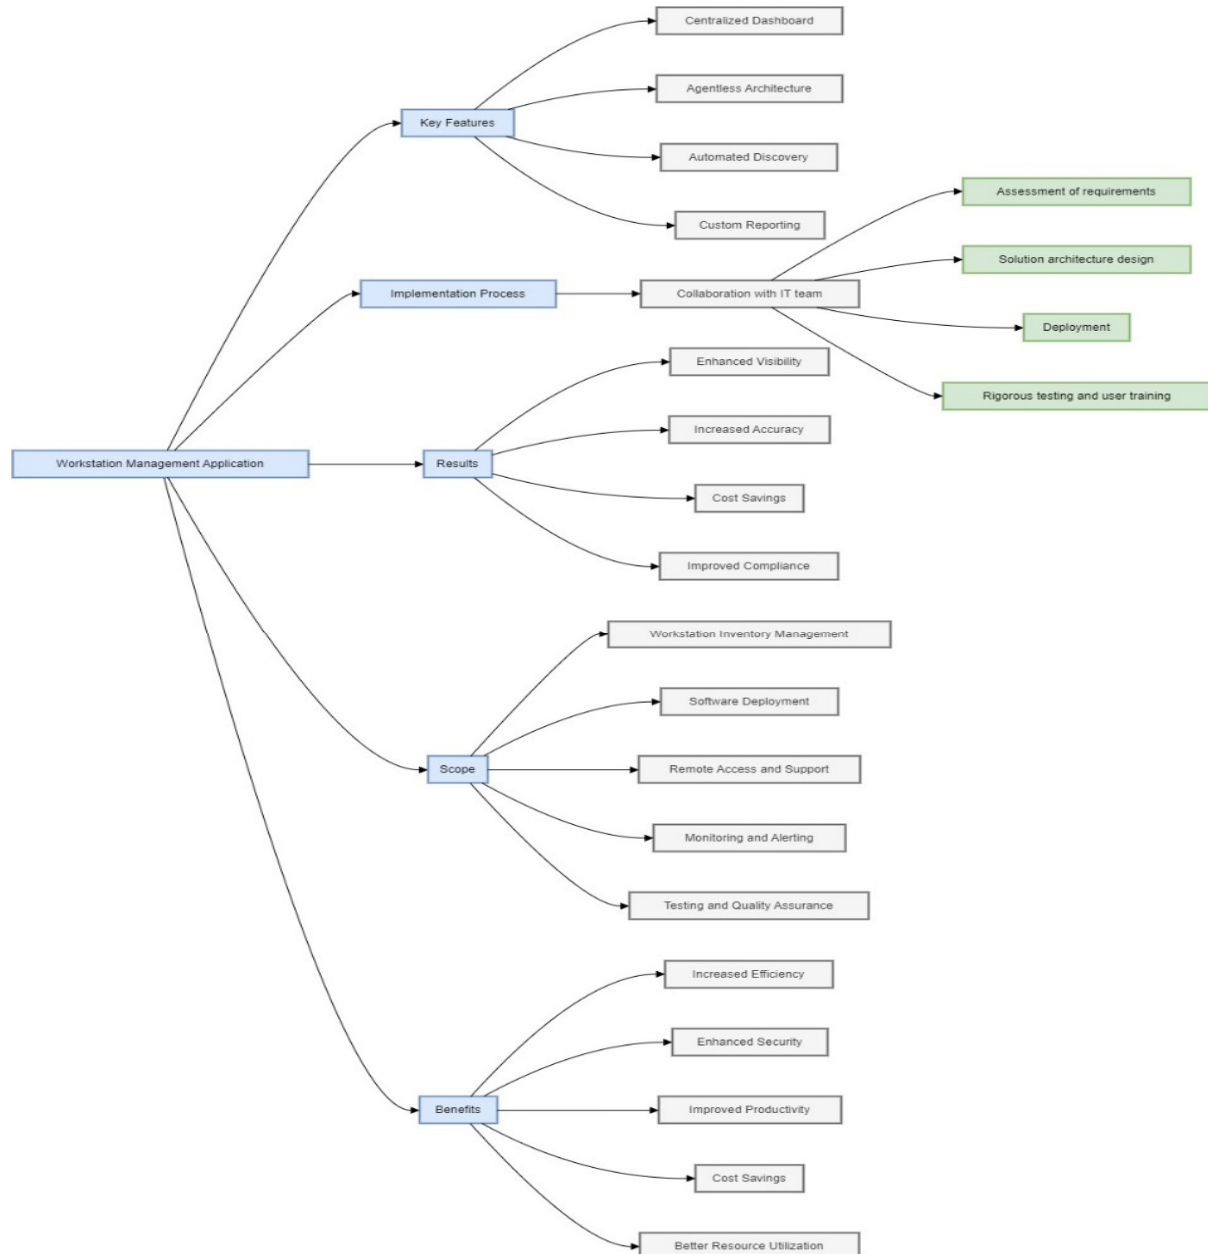 Centralized Dashboard
Agentless Architecture
Key Features
Automated Discovery
Assessment of requirements
Custom Reporting
Solution architecture design
Implementation Process
Collaboration with IT team
Deployment
Enhanced Visibility
Rigorous testing and user training
Increased Accuracy
Workstation Management Application
Results
Cost Savings
Improved Compliance
Workstation Inventory Management
Software Deployment
Scope
Remote Access and Support
Monitoring and Alerting
Testing and Quality Assurance
Increased Efficiency
Enhanced Security
Benefits
Improved Productivity
Cost Savings
Better Resource Utilization